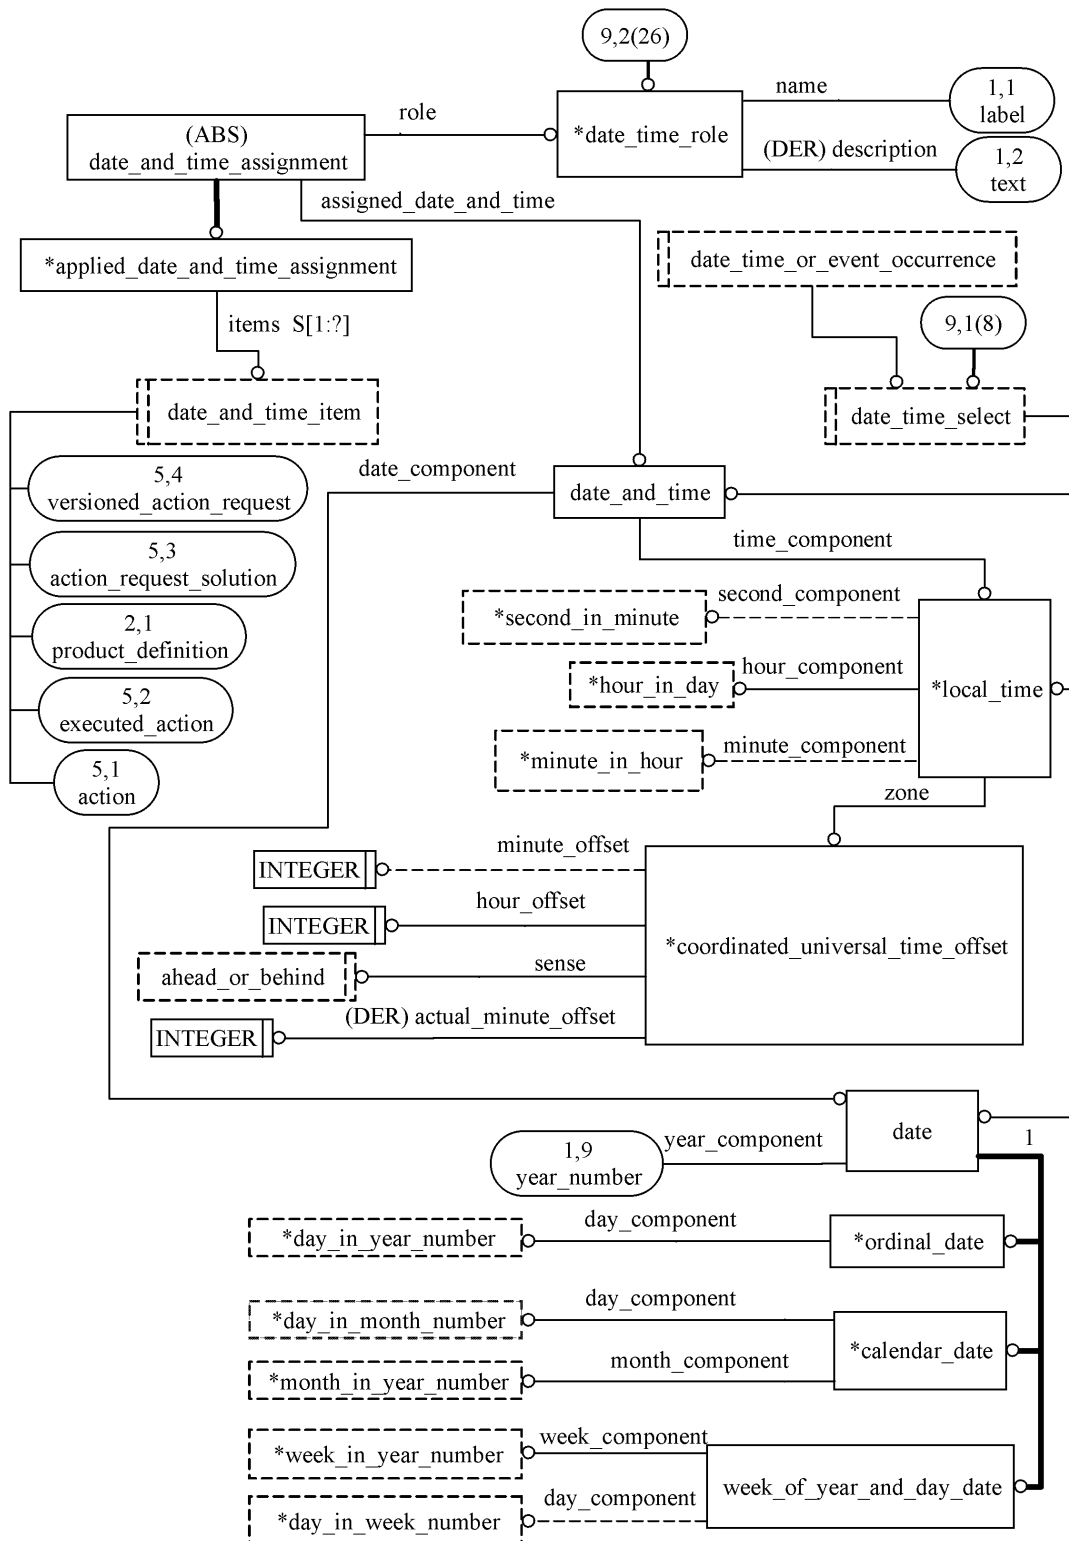 9,2(26)
name
1,1
label
role
(ABS)
date_and_time_assignment
*date_time_role
(DER) description
1,2
text
assigned_date_and_time
*applied_date_and_time_assignment
date_time_or_event_occurrence
items S[1:?]
9,1(8)
date_and_time_item
date_time_select
date_component
5,4
versioned_action_request
date_and_time
5,3
action_request_solution
time_component
second_component
*second_in_minute
2,1
product_definition
hour_component
*hour_in_day
*local_time
5,2
executed_action
minute_component
*minute_in_hour
5,1
action
zone
minute_offset
INTEGER
hour_offset
INTEGER
*coordinated_universal_time_offset
sense
ahead_or_behind
(DER) actual_minute_offset
INTEGER
date
1
year_component
1,9
year_number
day_component
*day_in_year_number
*ordinal_date
day_component
*day_in_month_number
*calendar_date
month_component
*month_in_year_number
week_component
*week_in_year_number
week_of_year_and_day_date
day_component
*day_in_week_number